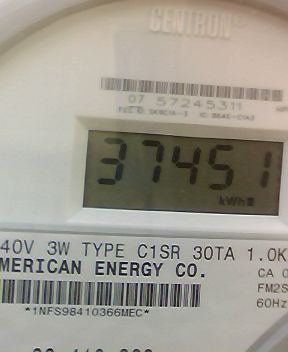 CENTRON®
07 57245311
37451
kWh
40V 3W TYPE C1SR 30TA 1.0K
MERICAN ENERGY CO.
CA 0
FM2S
60Hz
*1NFS98410366MEC*